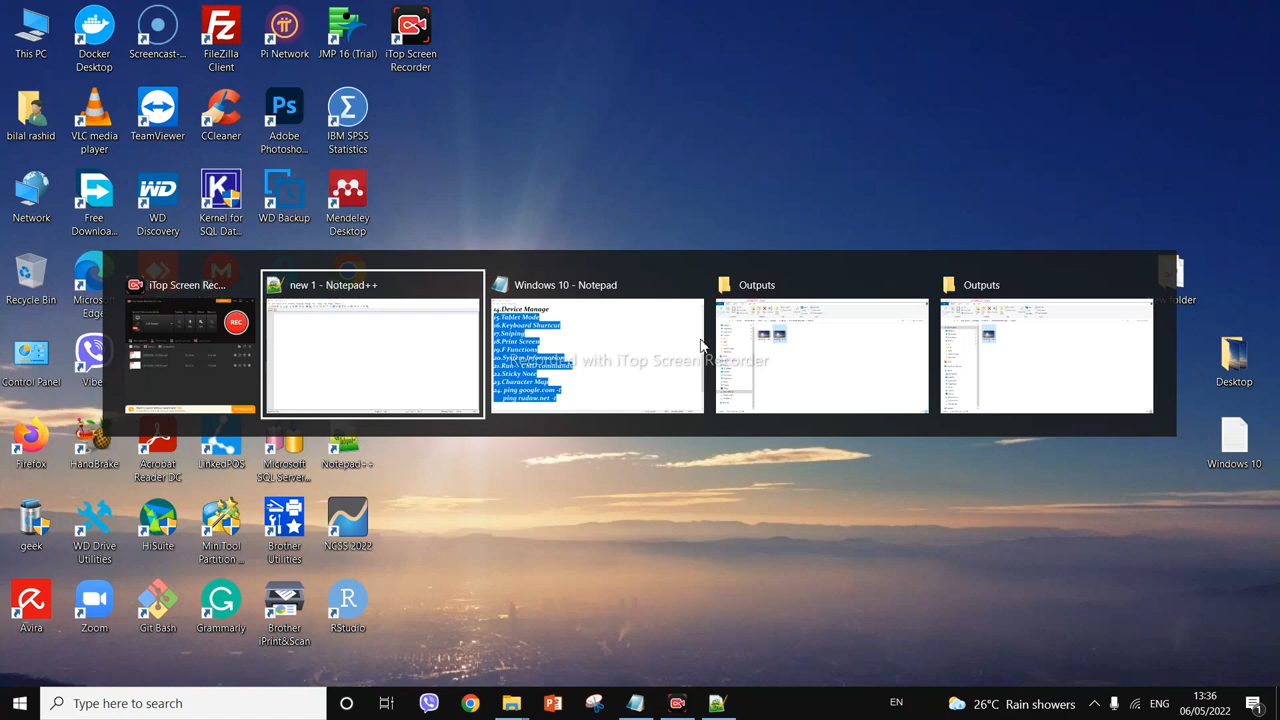 This PC
Docker
Desktop
Screencast-...
FileZilla
Client
Pi Network
JMP 16 (Trial)
iTop Screen
Recorder
bilal rashid
VLC media
player
TeamViewer
CCleaner
Adobe
Photosho...
IBM SPSS
Statistics
Network
Free
Downloa...
WD
Discovery
Kernel for
SQL Dat...
WD Backup
Mendeley
Desktop
Recycle Bin
Edge
iTop Screen Rec...
new 1 - Notepad++
Windows 10 - Notepad
Outputs
Outputs
REC
14.Device Manage
15.Tablet Mode
16.Keyboard Shortcut
17.Sniping
18.Print Screen
19.F Functions
20.System Information
21.Run > CMD commands
22.Sticky Note
23.Character Map
24. ping google.com -t
ping rudaw.net -t
Recorded with iTop Screen Recorder
Control Panel
Firefox
HandBrake
Acrobat
Reader DC
LinkedPOS
Microsoft
SQL Server...
Notepad++
Windows 10
geek
WD Drive
Utilities
HiSuite
MiniTool
Partition ...
Brother
Utilities
NCSS 2022
Avira
Zoom
Git Bash
Grammarly
Brother
iPrint&Scan
RStudio
Type here to search
EN
26°C Rain showers
ENG
13:36
06/05/2022